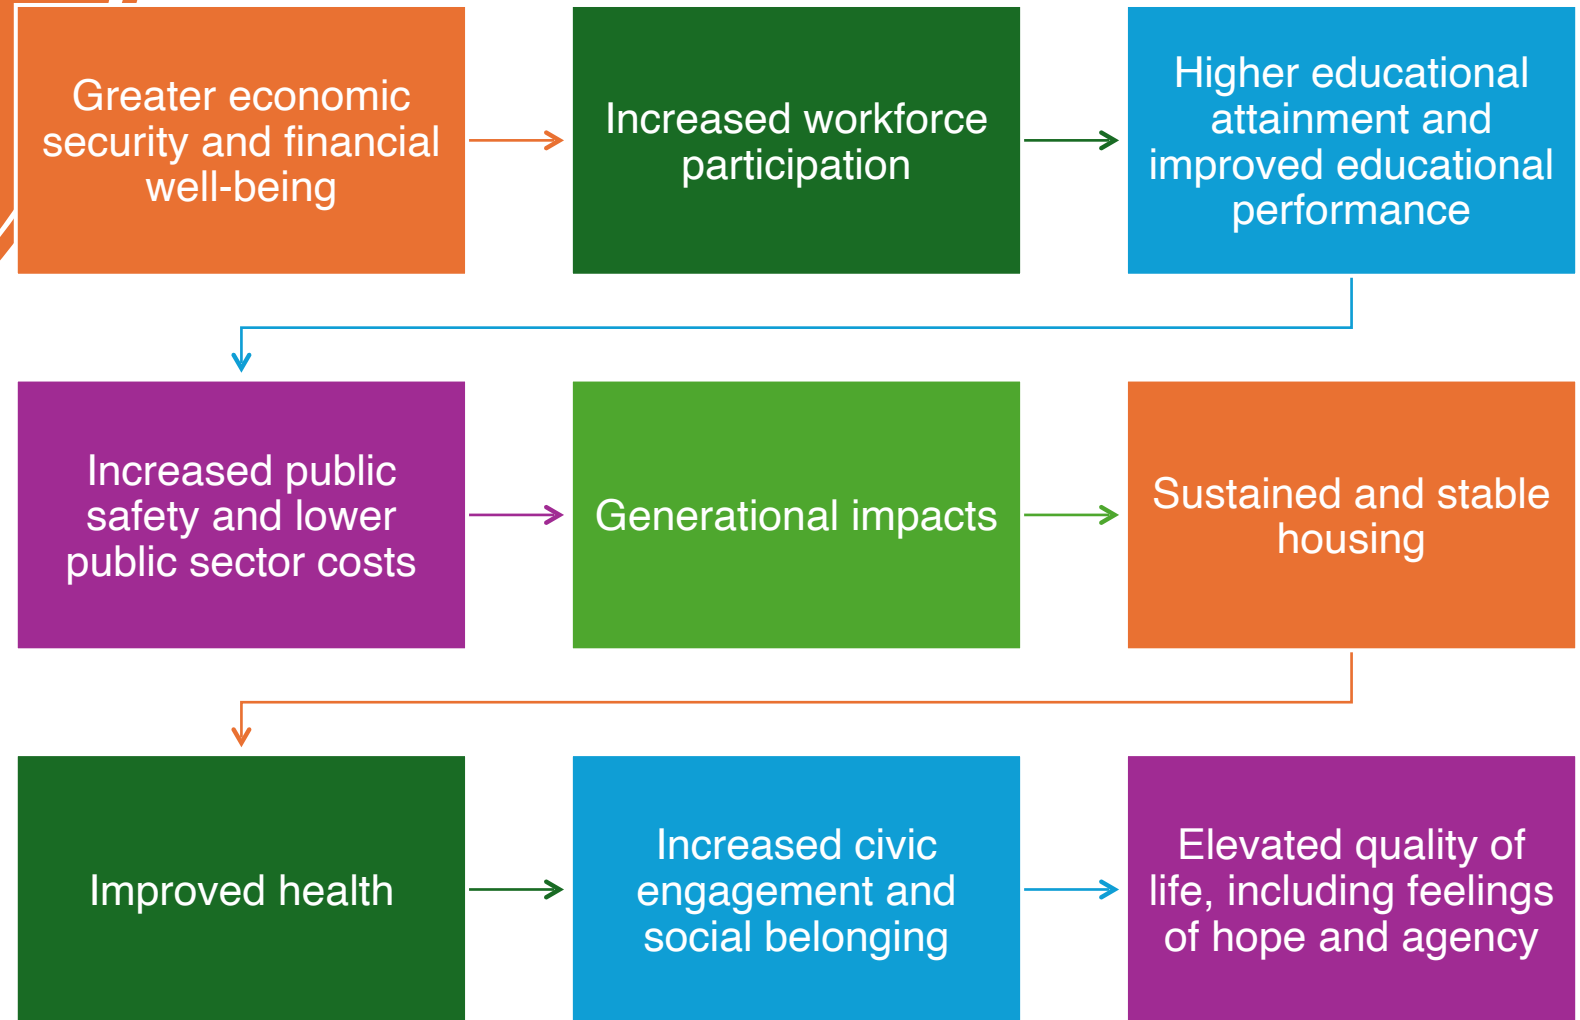 Greater economic
security and financial
well-being
Increased workforce
participation
Higher educational
attainment and
improved educational
performance
Increased public
safety and lower
public sector costs
Generational impacts
Sustained and stable
housing
Improved health
Increased civic
engagement and
social belonging
Elevated quality of
life, including feelings
of hope and agency